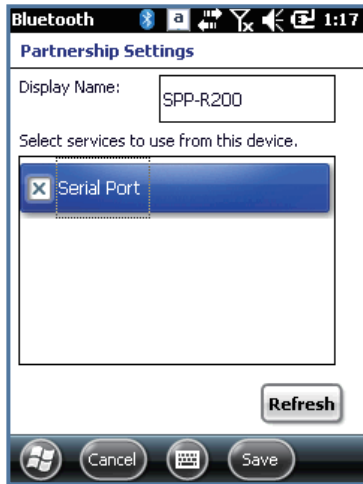 Bluetooth a 1:17
Partnership Settings
Display Name:
SPP-R200
Select services to use from this device.
Serial Port
Refresh
Cancel Save